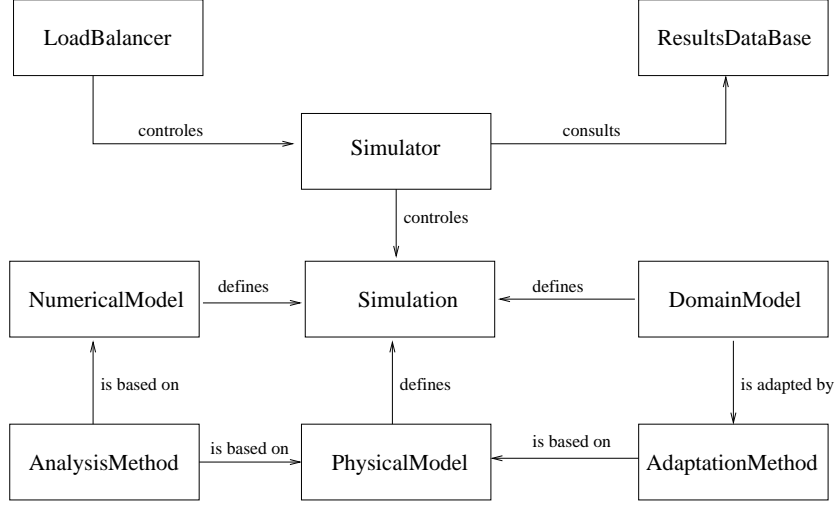 LoadBalancer
ResultsDataBase
controles
Simulator
consults
controles
NumericalModel
defines
Simulation
defines
DomainModel
is based on
defines
is adapted by
AnalysisMethod
is based on
PhysicalModel
is based on
AdaptationMethod